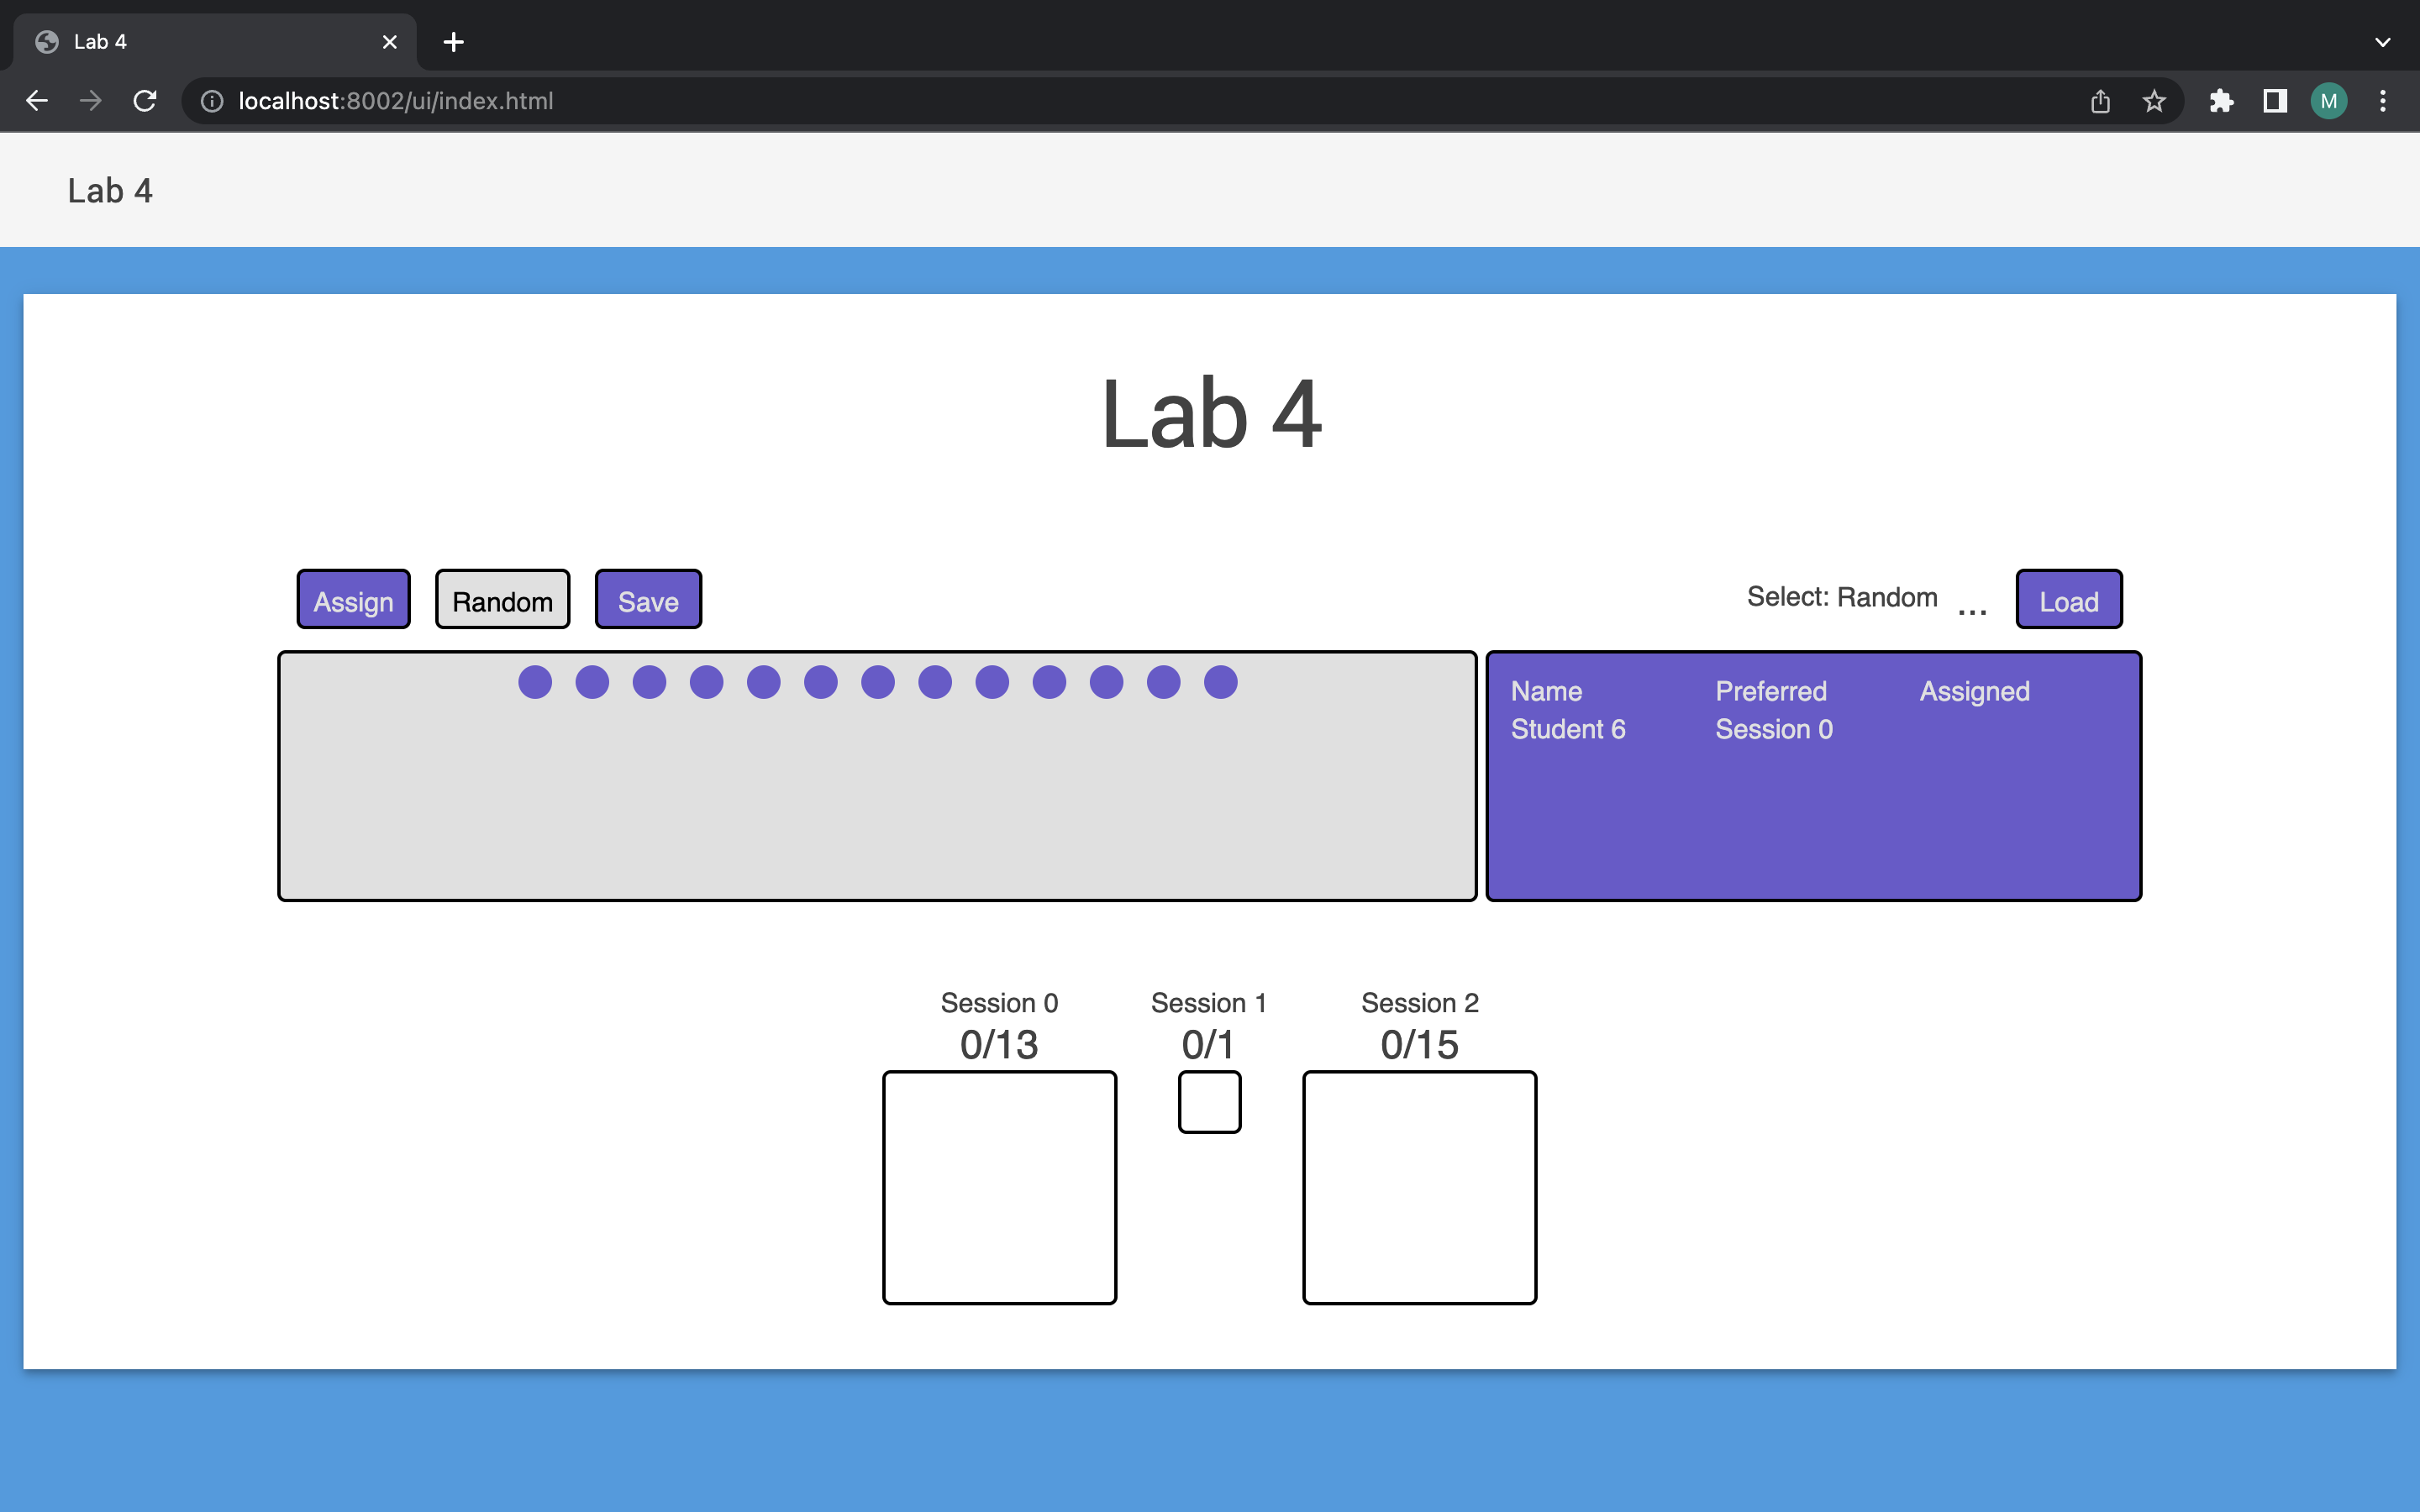 Lab 4
localhost:8002/ui/index.html
M
Lab 4
Lab 4
Assign Random Save Select: Random ... Load
Name Preferred Assigned
Student 6 Session 0
Session 0 Session 1 Session 2
0/13 0/1 0/15